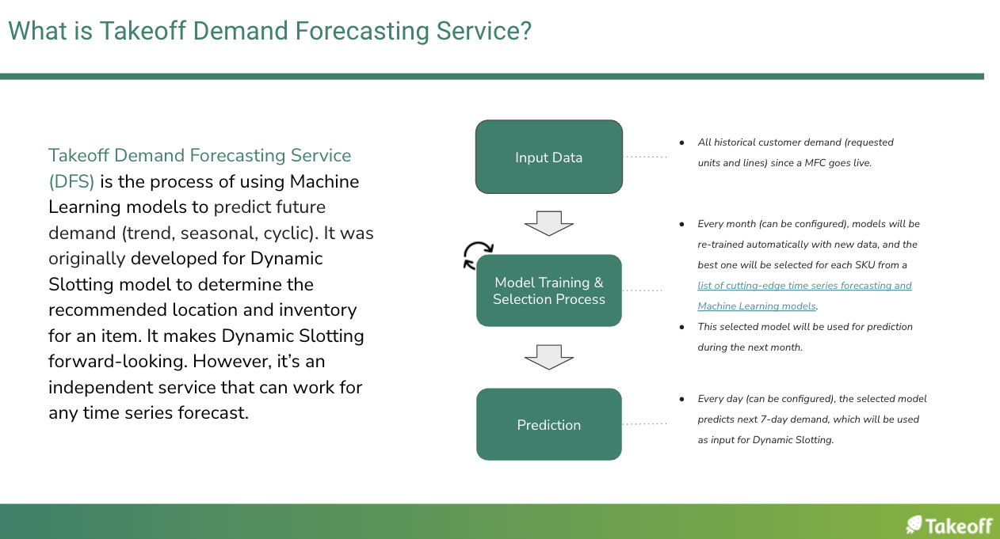 What is Takeoff Demand Forecasting Service?
Takeoff Demand Forecasting Service
(DFS) is the process of using Machine
Learning models to predict future
demand (trend, seasonal, cyclic). It was
originally developed for Dynamic
Slotting model to determine the
recommended location and inventory
for an item. It makes Dynamic Slotting
forward-looking. However, it’s an
independent service that can work for
any time series forecast.
Input Data
● All historical customer demand (requested
units and lines) since a MFC goes live.
Model Training &
Selection Process
● Every month (can be configured), models will be
re-trained automatically with new data, and the
best one will be selected for each SKU from a
list of cutting-edge time series forecasting and
Machine Learning models.
● This selected model will be used for prediction
during the next month.
Prediction
● Every day (can be configured), the selected model
predicts next 7-day demand, which will be used
as input for Dynamic Slotting.
Takeoff